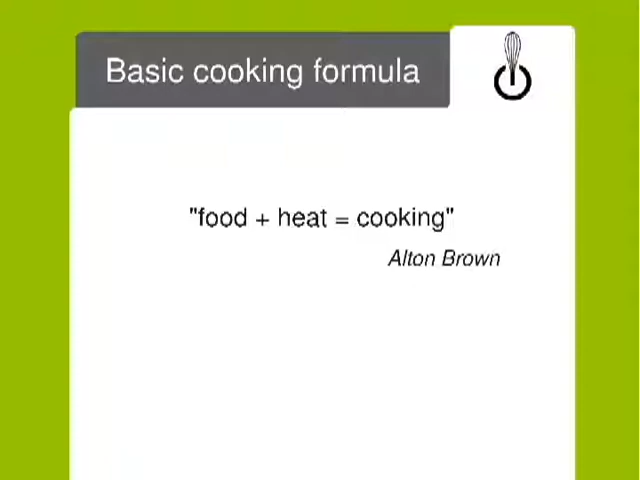 Basic cooking formula
"food + heat = cooking"
Alton Brown